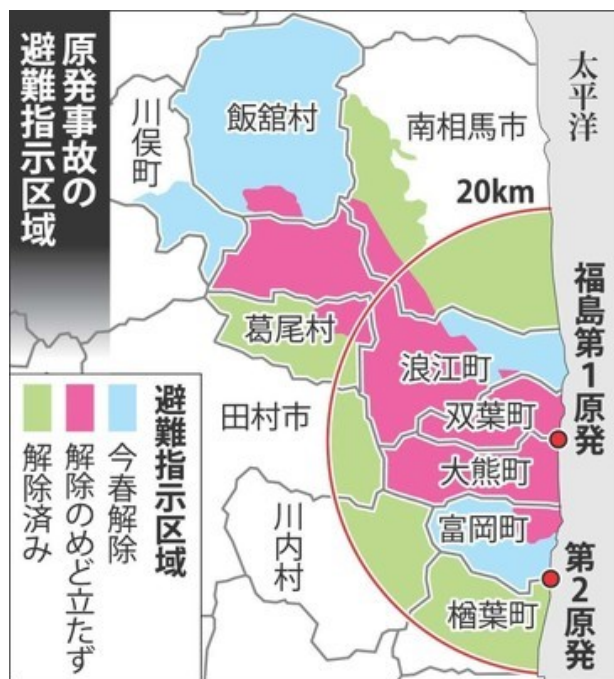 原発事故の
避難指示区域
川俣町
飯舘村
南相馬市
太平洋
20km
葛尾村
浪江町
双葉町
大熊町
富岡町
楢葉町
田村市
川内村
福島第1原発
第2原発
避難指示区域
今春解除
解除のめど立たず
解除済み